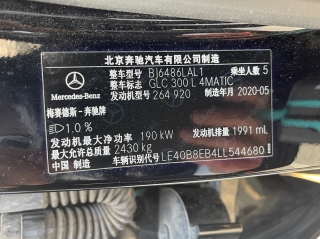 北京奔驰汽车有限公司制造
整车型号 BJ6486LAL1 乘坐人数 5
整车型号 GLC 300 L 4MATIC
发动机型号 264 920 制造年月 2020-05
Mercedes-Benz
梅赛德斯－奔驰牌
1.0 %
发动机最大净功率 190 kW 发动机排量 1991 mL
最大允许总质量 2430 kg
中国 制造 车辆识别代号 LE40B8EB4LL544680